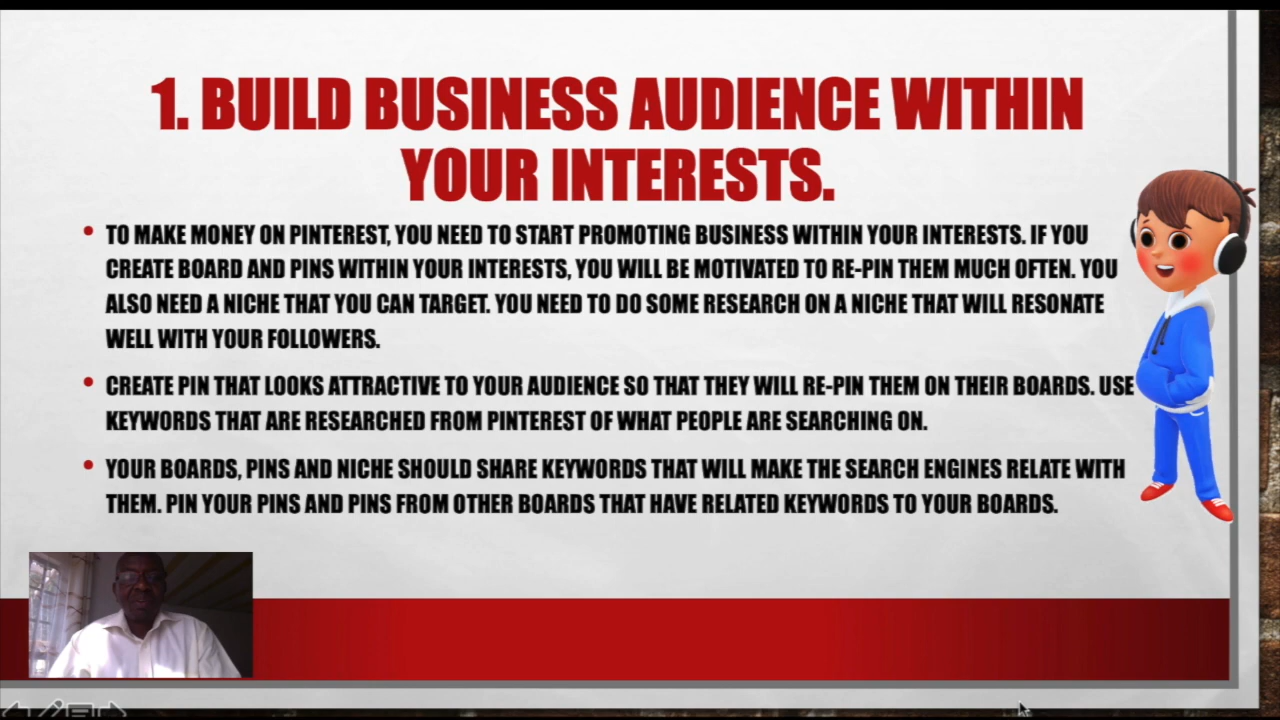 1. BUILD BUSINESS AUDIENCE WITHIN
YOUR INTERESTS.
• TO MAKE MONEY ON PINTEREST, YOU NEED TO START PROMOTING BUSINESS WITHIN YOUR INTERESTS. IF YOU
CREATE BOARD AND PINS WITHIN YOUR INTERESTS, YOU WILL BE MOTIVATED TO RE-PIN THEM MUCH OFTEN. YOU
ALSO NEED A NICHE THAT YOU CAN TARGET. YOU NEED TO DO SOME RESEARCH ON A NICHE THAT WILL RESONATE
WELL WITH YOUR FOLLOWERS.
• CREATE PIN THAT LOOKS ATTRACTIVE TO YOUR AUDIENCE SO THAT THEY WILL RE-PIN THEM ON THEIR BOARDS. USE
KEYWORDS THAT ARE RESEARCHED FROM PINTEREST OF WHAT PEOPLE ARE SEARCHING ON.
• YOUR BOARDS, PINS AND NICHE SHOULD SHARE KEYWORDS THAT WILL MAKE THE SEARCH ENGINES RELATE WITH
THEM. PIN YOUR PINS AND PINS FROM OTHER BOARDS THAT HAVE RELATED KEYWORDS TO YOUR BOARDS.